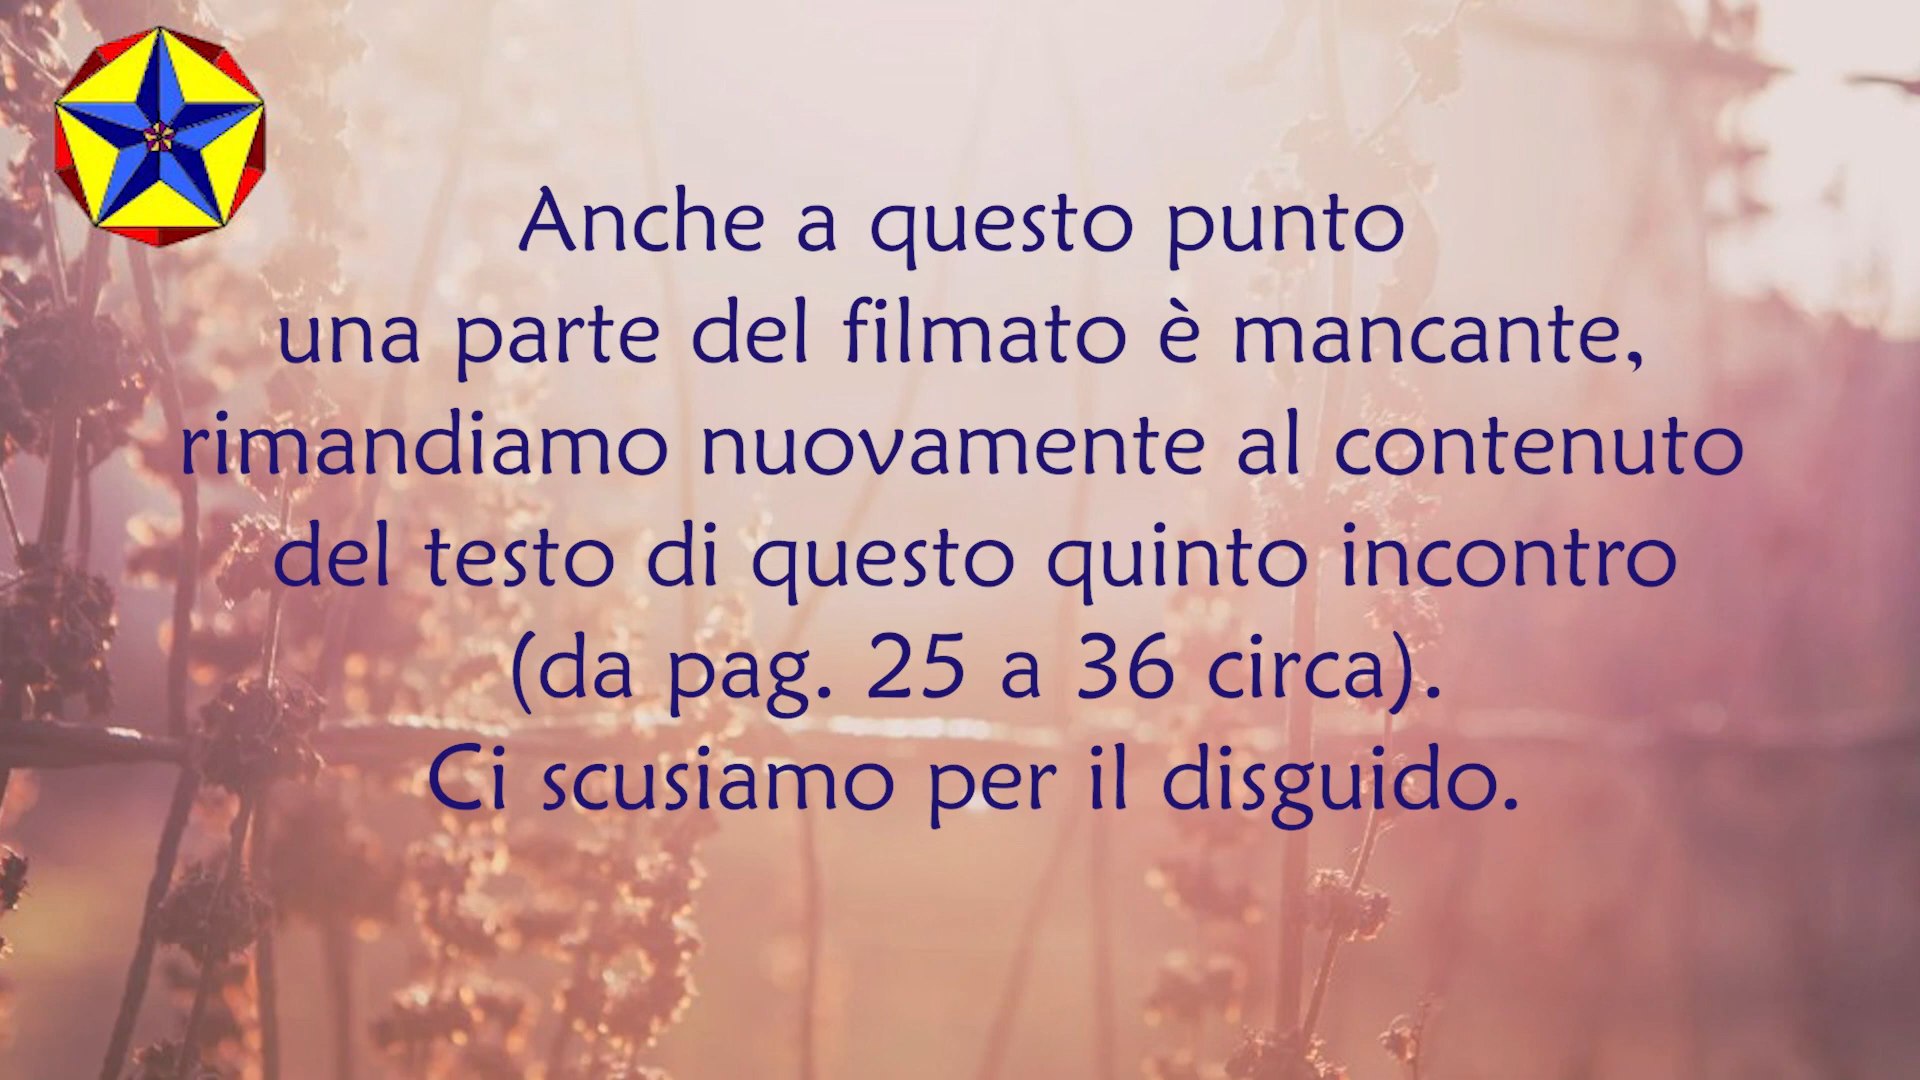 Anche a questo punto
una parte del filmato è mancante,
rimandiamo nuovamente al contenuto
del testo di questo quinto incontro
(da pag. 25 a 36 circa).
Ci scusiamo per il disguido.